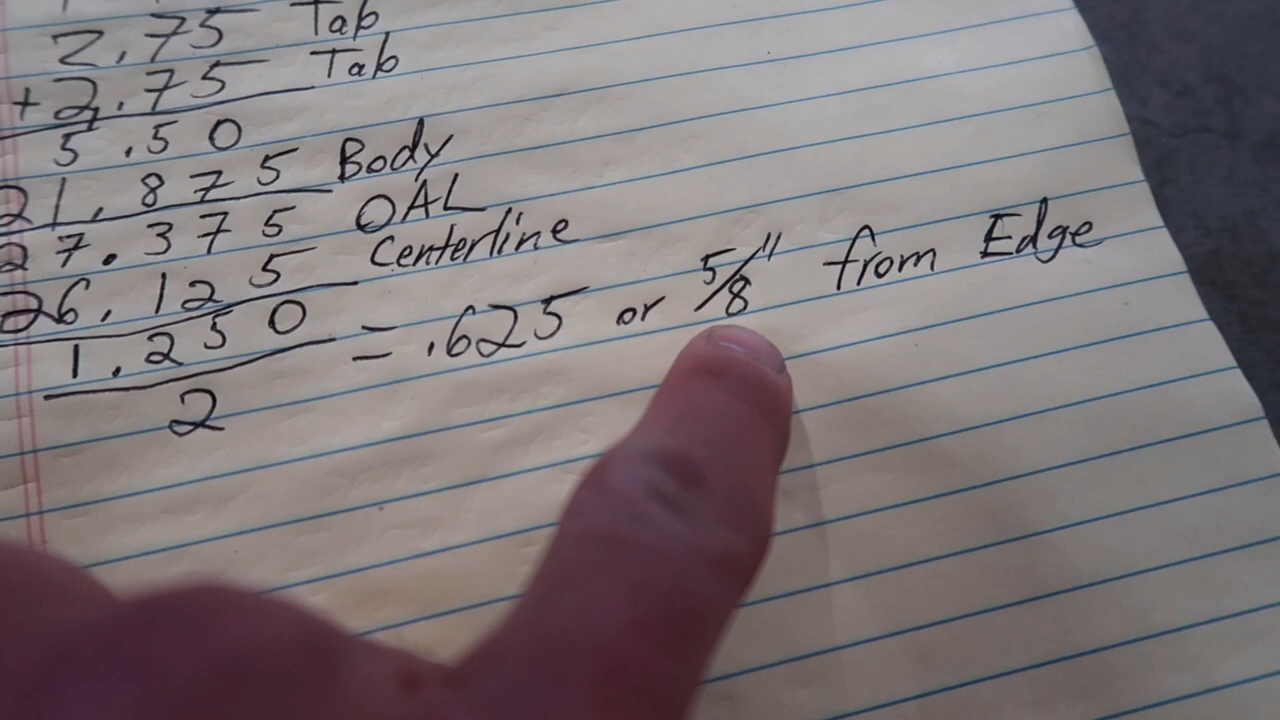 2.75 Tab
+2.75 Tab
5.50
21.875 Body
27.375 OAL
26.125 Centerline
1.250 = .625 or 5/8" from Edge
2